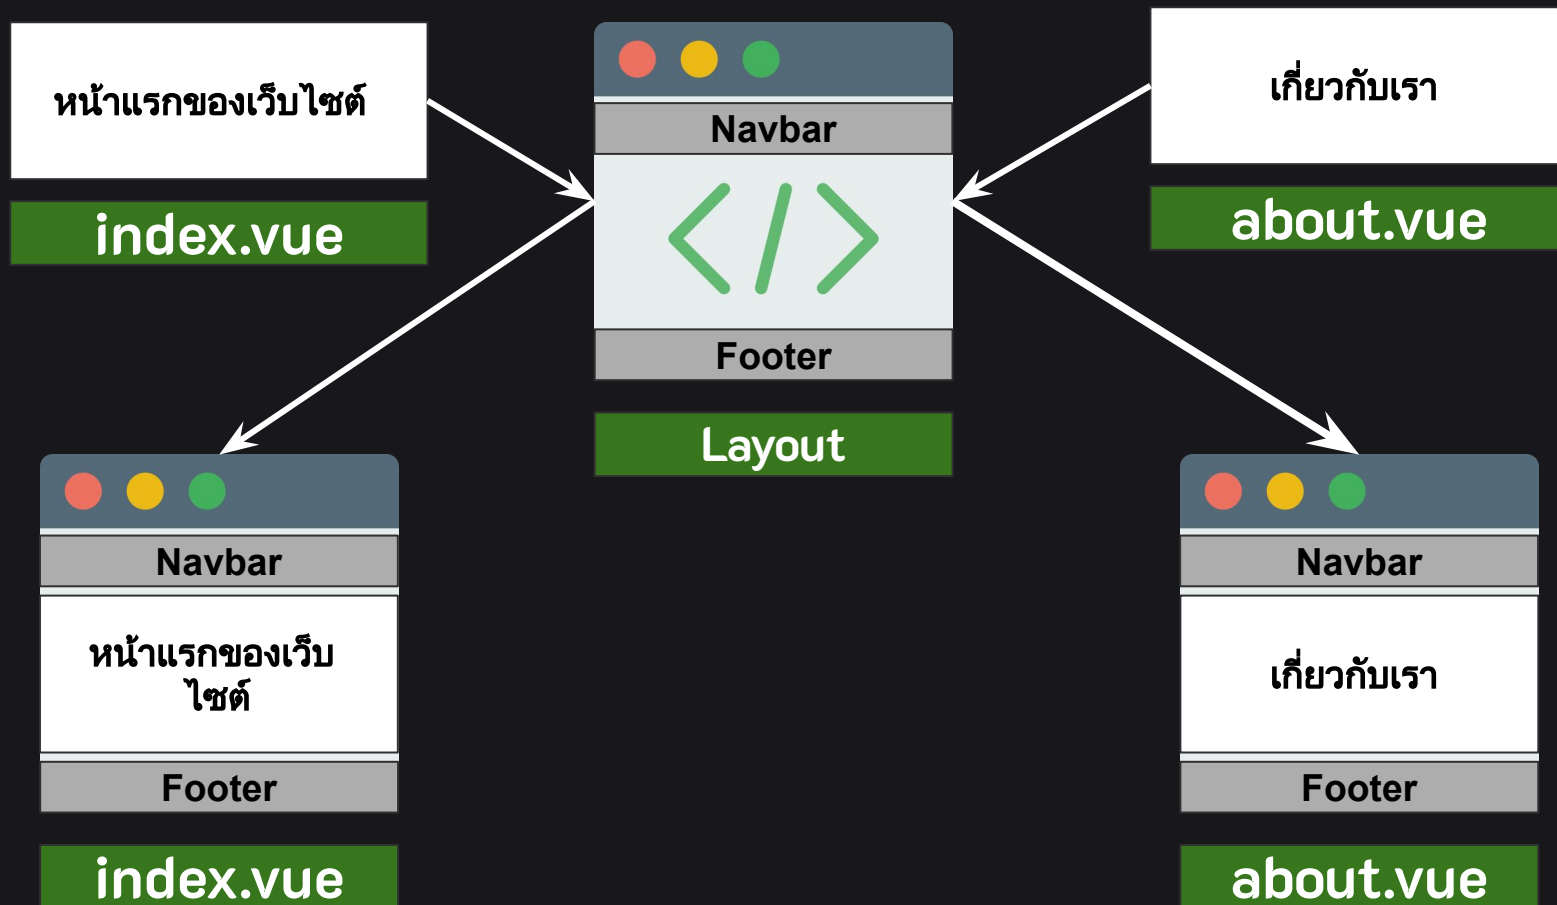 หน้าแรกของเว็บไซต์
index.vue
Navbar
</>
Footer
Layout
เกี่ยวกับเรา
about.vue
Navbar
หน้าแรกของเว็บ
ไซต์
Footer
index.vue
Navbar
เกี่ยวกับเรา
Footer
about.vue